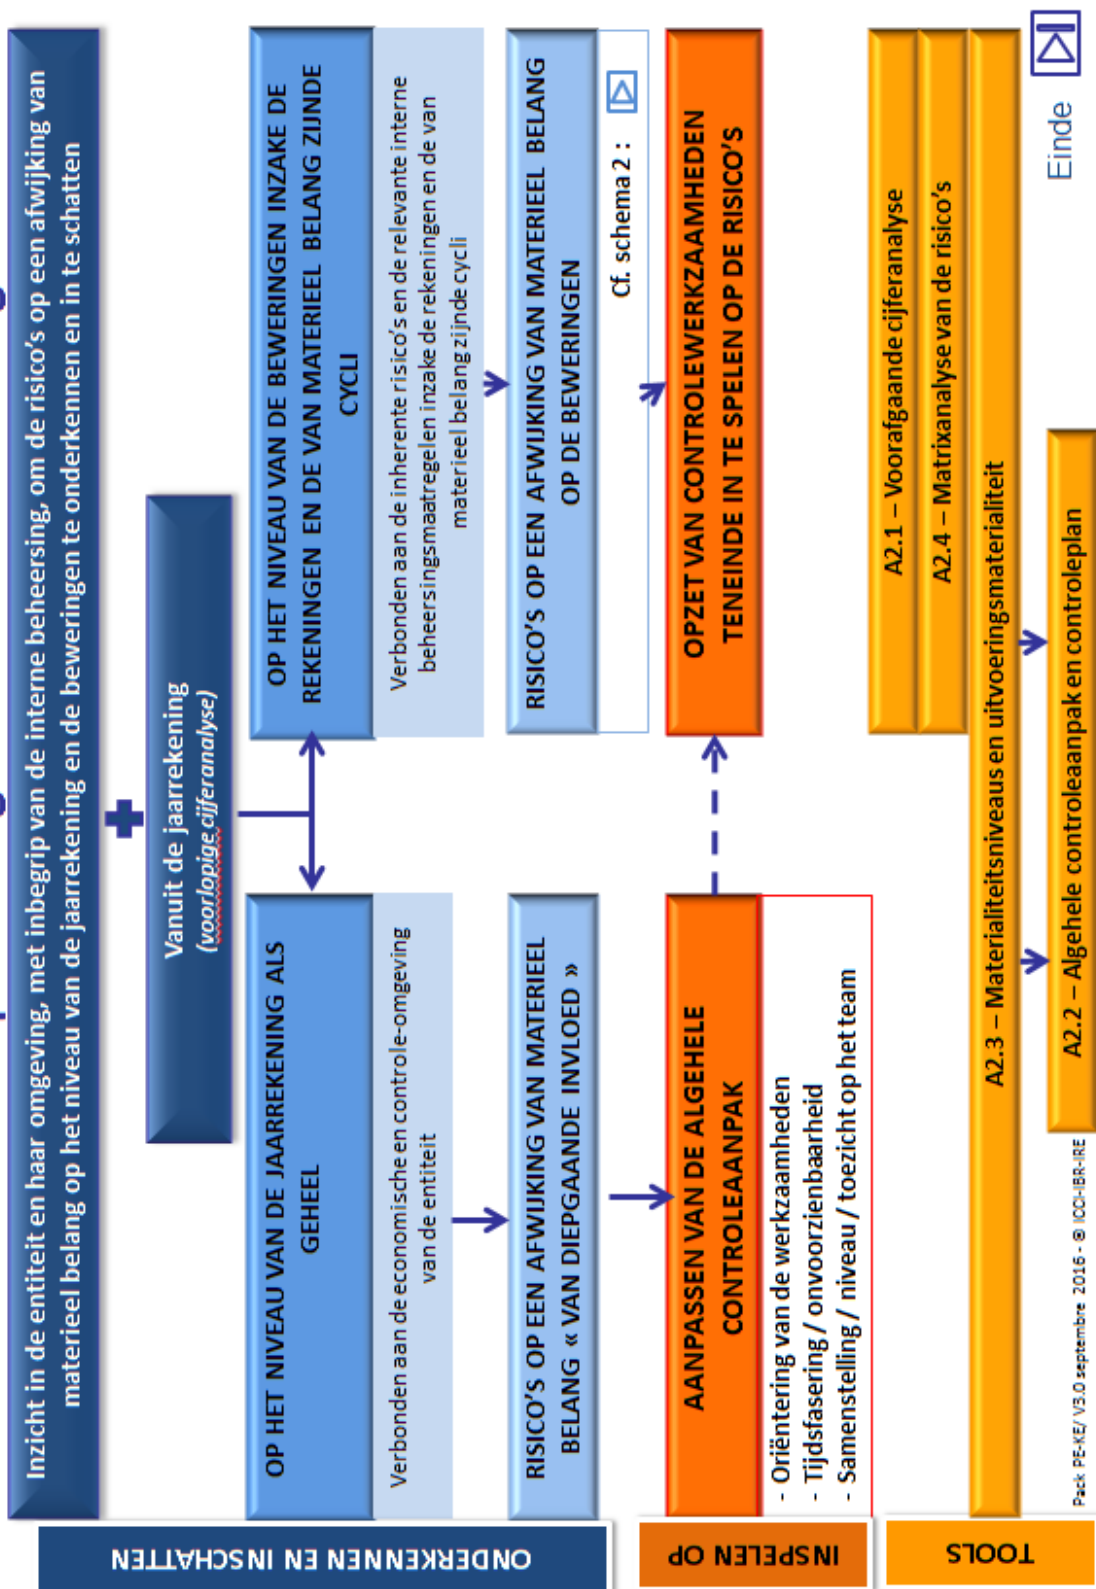 Inzicht in de entiteit en haar omgeving, met inbegrip van de interne beheersing, om de risico's op een afwijking van
materieel belang op het niveau van de jaarrekening en de beweringen te onderkennen en in te schatten
Vanuit de jaarrekening
(voorlopige cijferanalyse)
ONDERKENNEN EN INSCHATTEN
OP HET NIVEAU VAN DE JAARREKENING ALS
GEHEEL
Verbonden aan de economische en controle-omgeving
van de entiteit
RISICO'S OP EEN AFWIJKING VAN MATERIEEL
BELANG « VAN DIEPGAANDE INVLOED »
OP HET NIVEAU VAN DE BEWERINGEN INZAKE DE
REKENINGEN EN DE VAN MATERIEEL BELANG ZIJNDE
CYCLI
Verbonden aan de inherente risico's en de relevante interne
beheersingsmaatregelen inzake de rekeningen en de van
materieel belang zijnde cycli
RISICO'S OP EEN AFWIJKING VAN MATERIEEL BELANG
OP DE BEWERINGEN
Cf. schema 2 :
INSPELEN OP
AANPASSEN VAN DE ALGEHELE
CONTROLEAANPAK
- Oriëntering van de werkzaamheden
- Tijdsfasering / onvoorzienbaarheid
- Samenstelling / niveau / toezicht op het team
OPZET VAN CONTROLEWERKZAAMHEDEN
TENEINDE IN TE SPELEN OP DE RISICO'S
TOOLS
A2.1 – Voorafgaande cijferanalyse
A2.4 – Matrixanalyse van de risico's
A2.3 – Materialiteitsniveaus en uitvoeringsmaterialiteit
A2.2 – Algehele controleaanpak en controleplan
Einde
Pack PE-KE/ V3.0 septembre 2016 - © ICCI-IBR-IRE